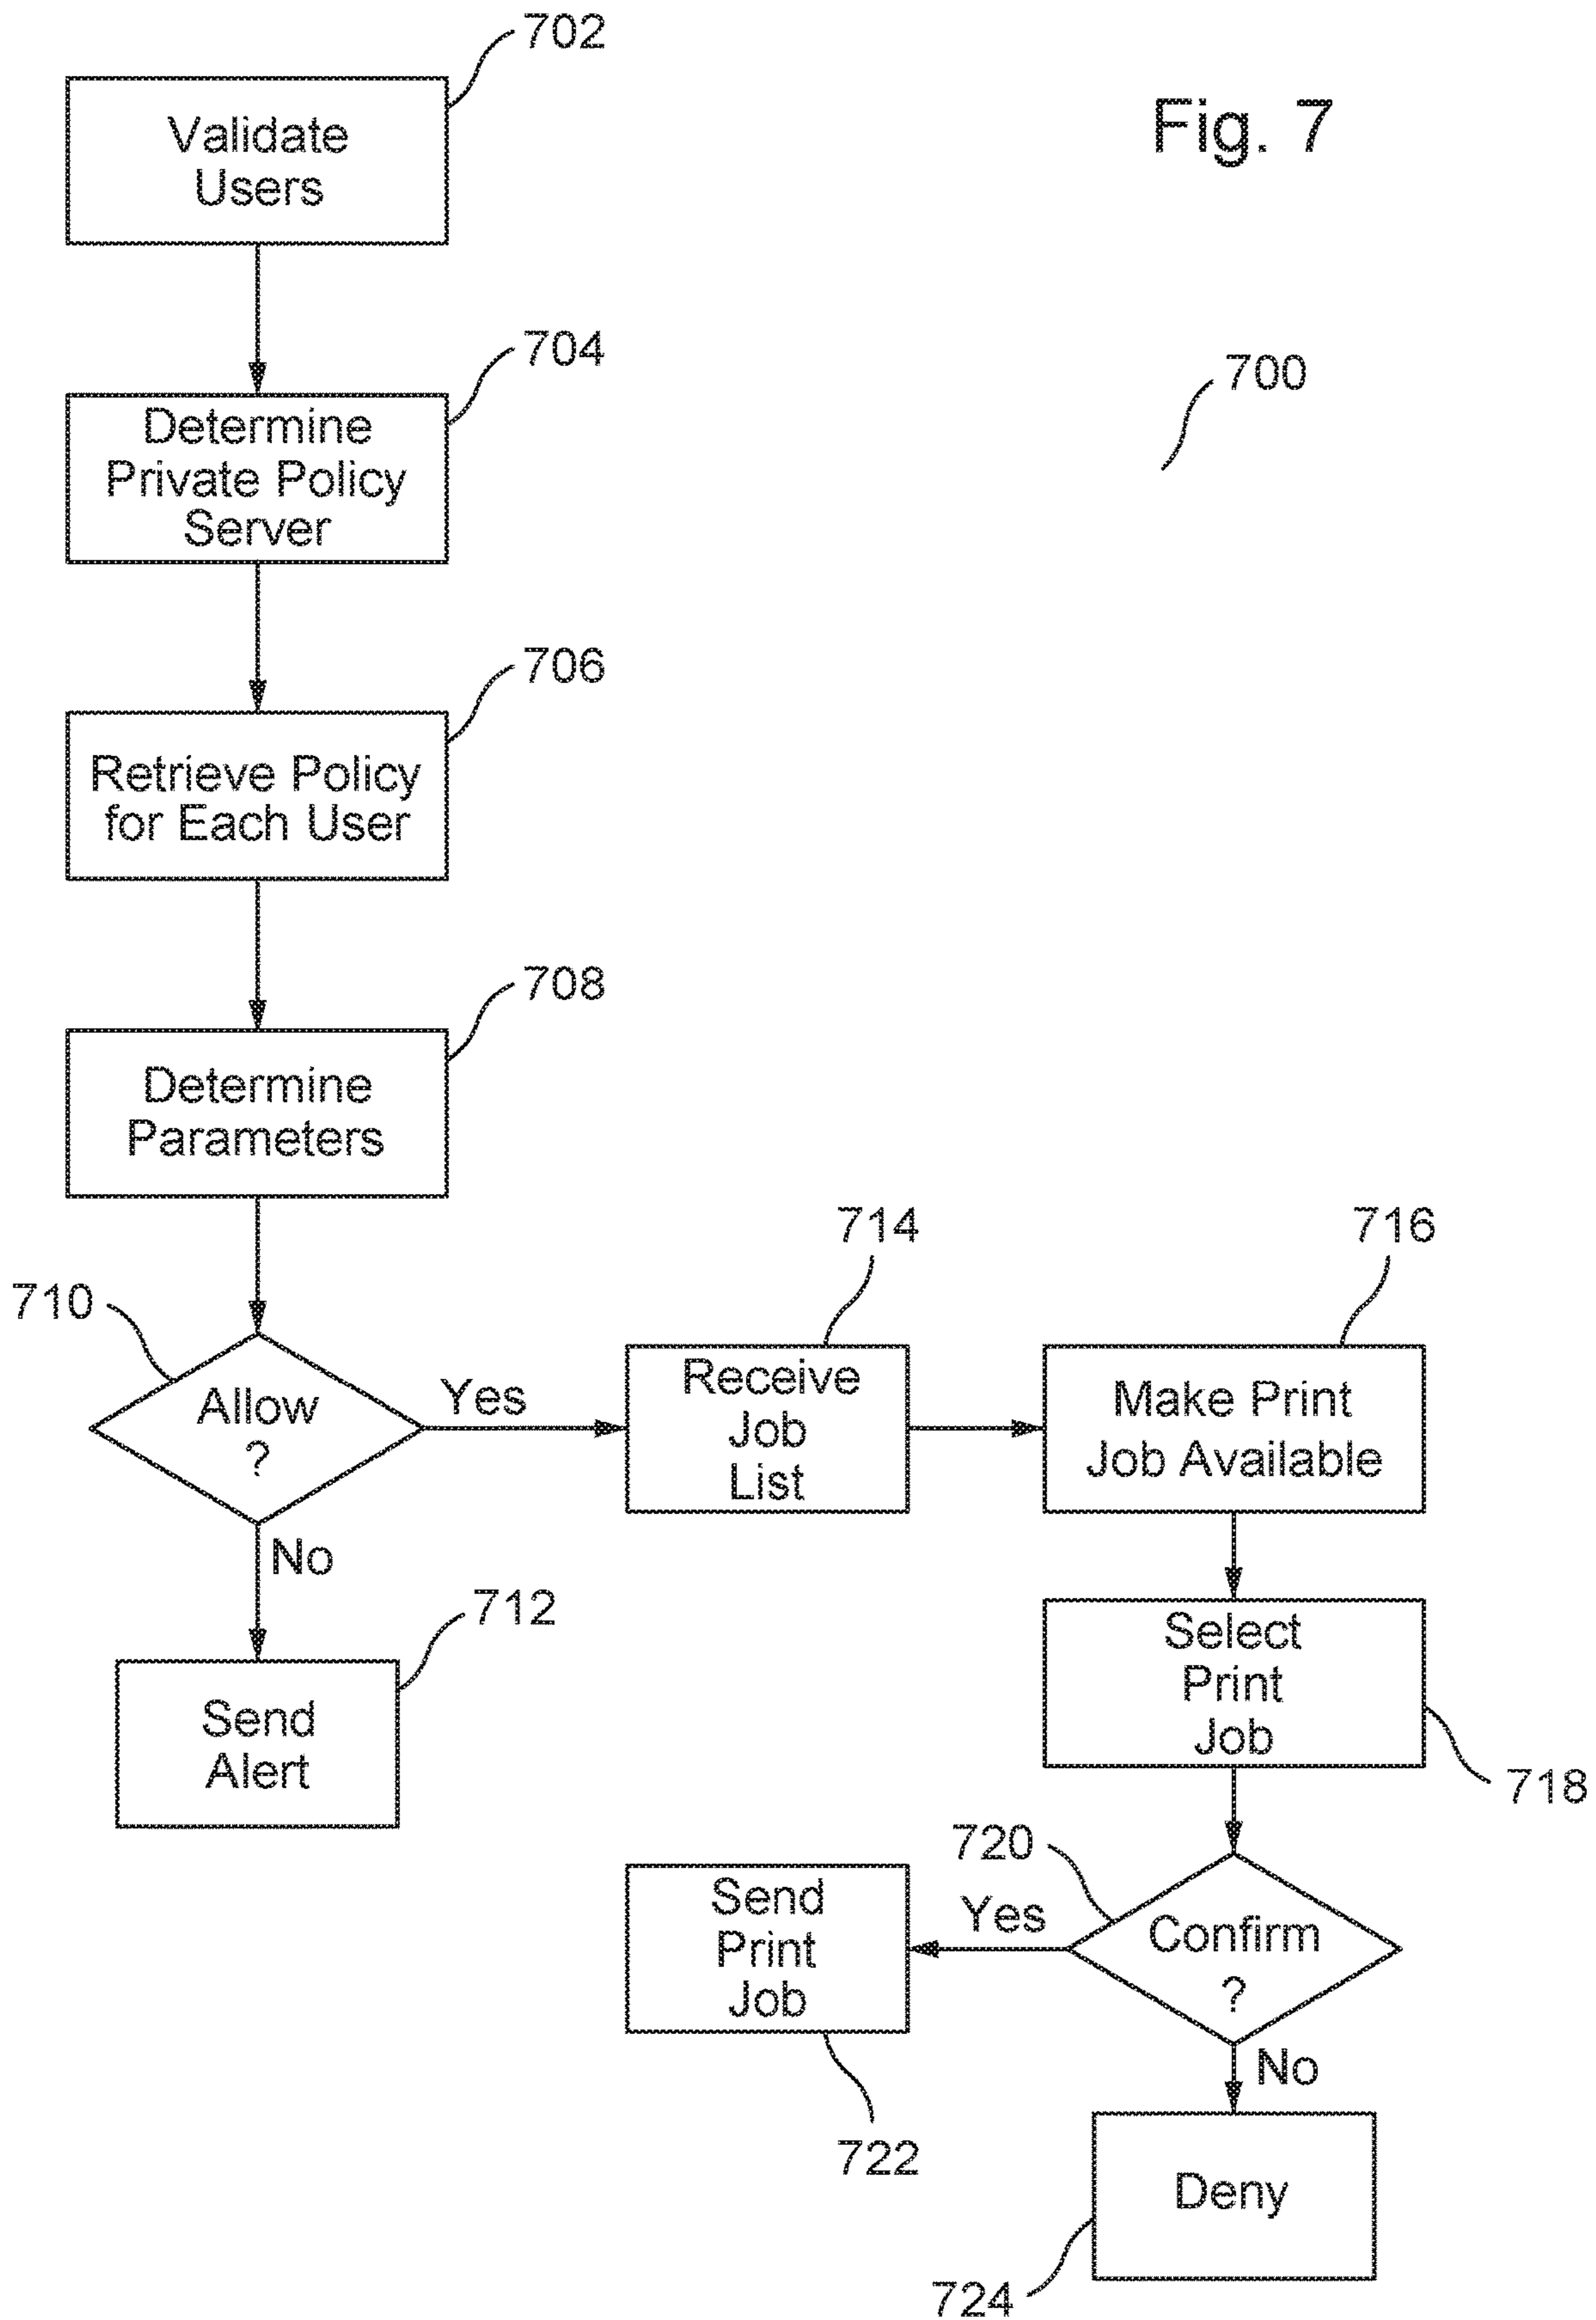 702
Validate
Users
Fig. 7
704
Determine
Private Policy
Server
700
706
Retrieve Policy
for Each User
708
Determine
Parameters
710
Allow
?
Yes
No
712
Send
Alert
714
Receive
Job
List
716
Make Print
Job Available
Select
Print
Job
718
720
Confirm
?
Yes
No
Send
Print
Job
722
Deny
724